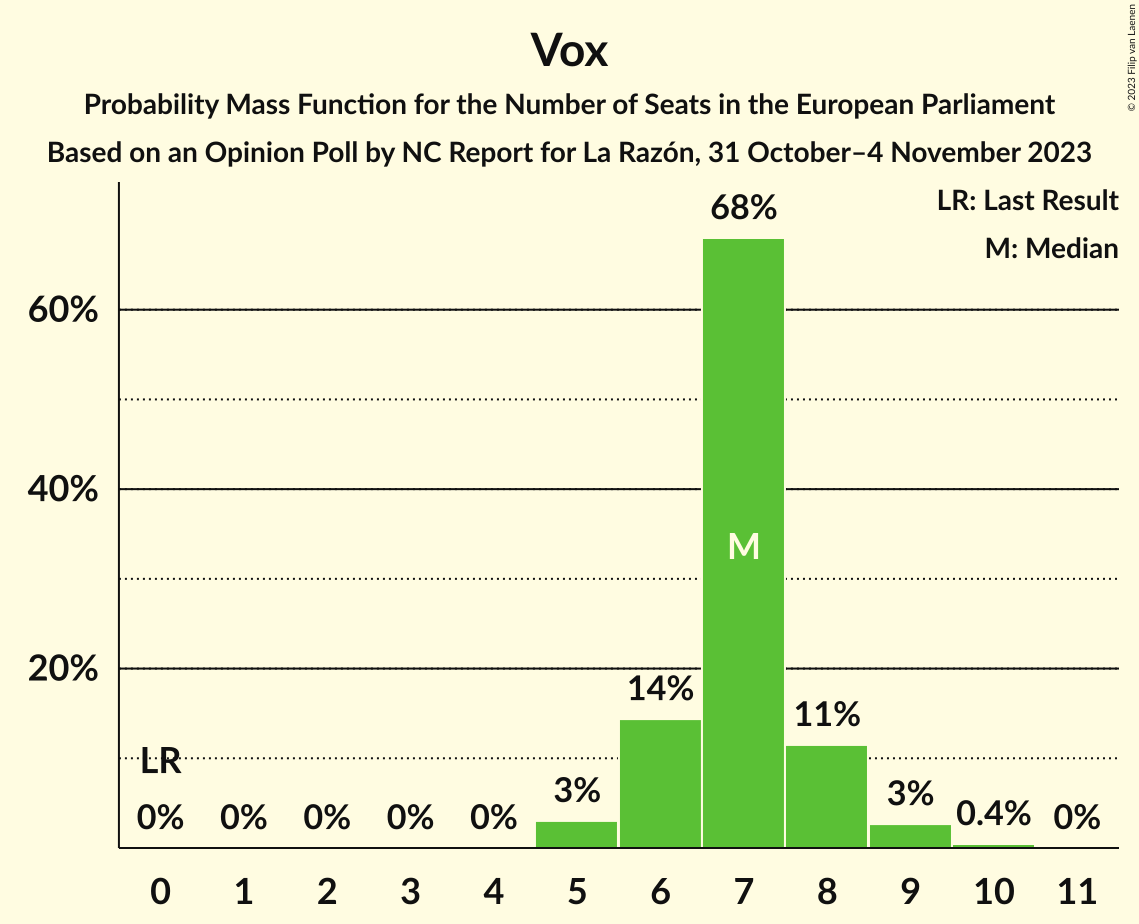 Vox
Probability Mass Function for the Number of Seats in the European Parliament
Based on an Opinion Poll by NC Report for La Razón, 31 October–4 November 2023
© 2023 Filip van Laenen
LR: Last Result
M: Median
60%
40%
20%
LR
0%
0%
0%
0%
0%
3%
14%
68%
M
11%
3%
0.4%
0%
0 1 2 3 4 5 6 7 8 9 10 11